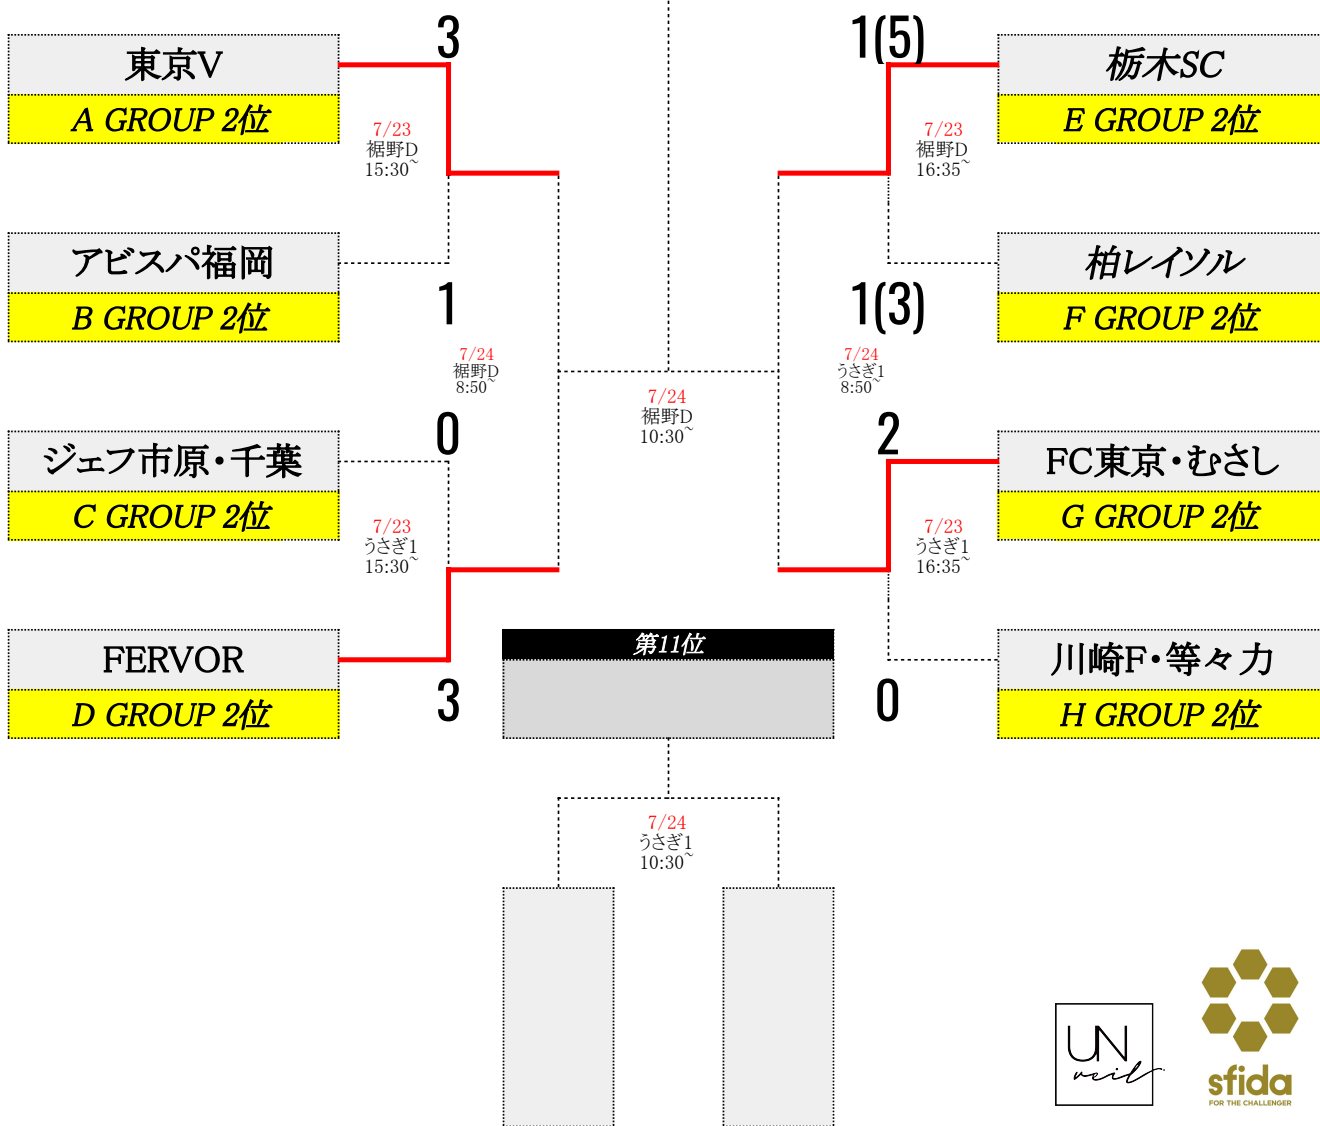 3
1(5)
東京V
A GROUP 2位
栃木SC
E GROUP 2位
7/23
裾野D
15:30~
7/23
裾野D
16:35~
アビスパ福岡
B GROUP 2位
柏レイソル
F GROUP 2位
1
1(3)
7/24
裾野D
8:50~
7/24
うさぎ1
8:50~
7/24
裾野D
10:30~
0
2
ジェフ市原・千葉
C GROUP 2位
FC東京・むさし
G GROUP 2位
7/23
うさぎ1
15:30~
7/23
うさぎ1
16:35~
FERVOR
D GROUP 2位
第11位
川崎F・等々力
H GROUP 2位
3
0
7/24
うさぎ1
10:30~
UN
veil
sfida
FOR THE CHALLENGER